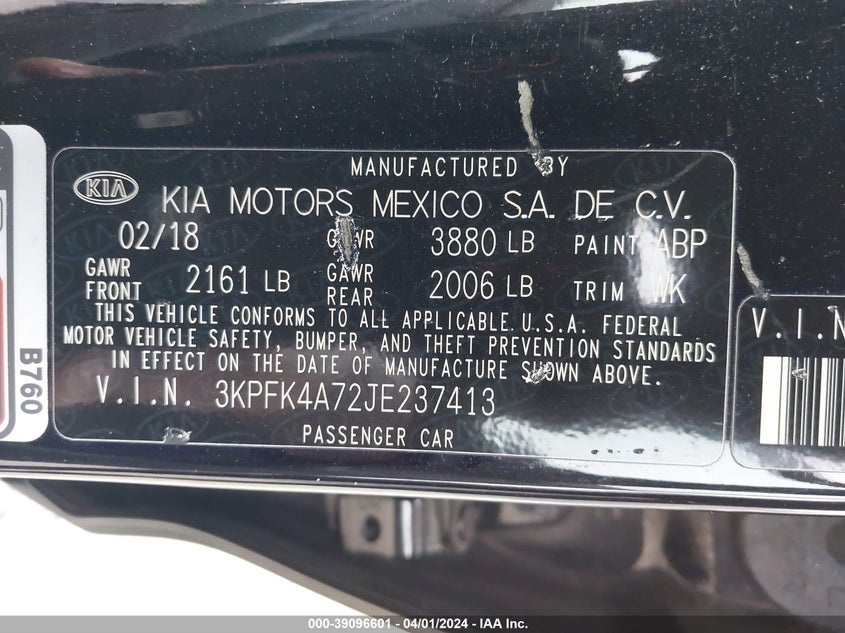 MANUFACTURED BY
KIA KIA MOTORS MEXICO S.A. DE C.V.
02/18 GVWR 3880 LB PAINT ABP
GAWR FRONT 2161 LB GAWR REAR 2006 LB TRIM WK
THIS VEHICLE CONFORMS TO ALL APPLICABLE U.S.A. FEDERAL
MOTOR VEHICLE SAFETY, BUMPER, AND THEFT PREVENTION STANDARDS
IN EFFECT ON THE DATE OF MANUFACTURE SHOWN ABOVE.
V.I.N. 3KPFK4A72JE237413
PASSENGER CAR
V.I.N
B760
000-39096601 - 04/01/2024 - IAA Inc.